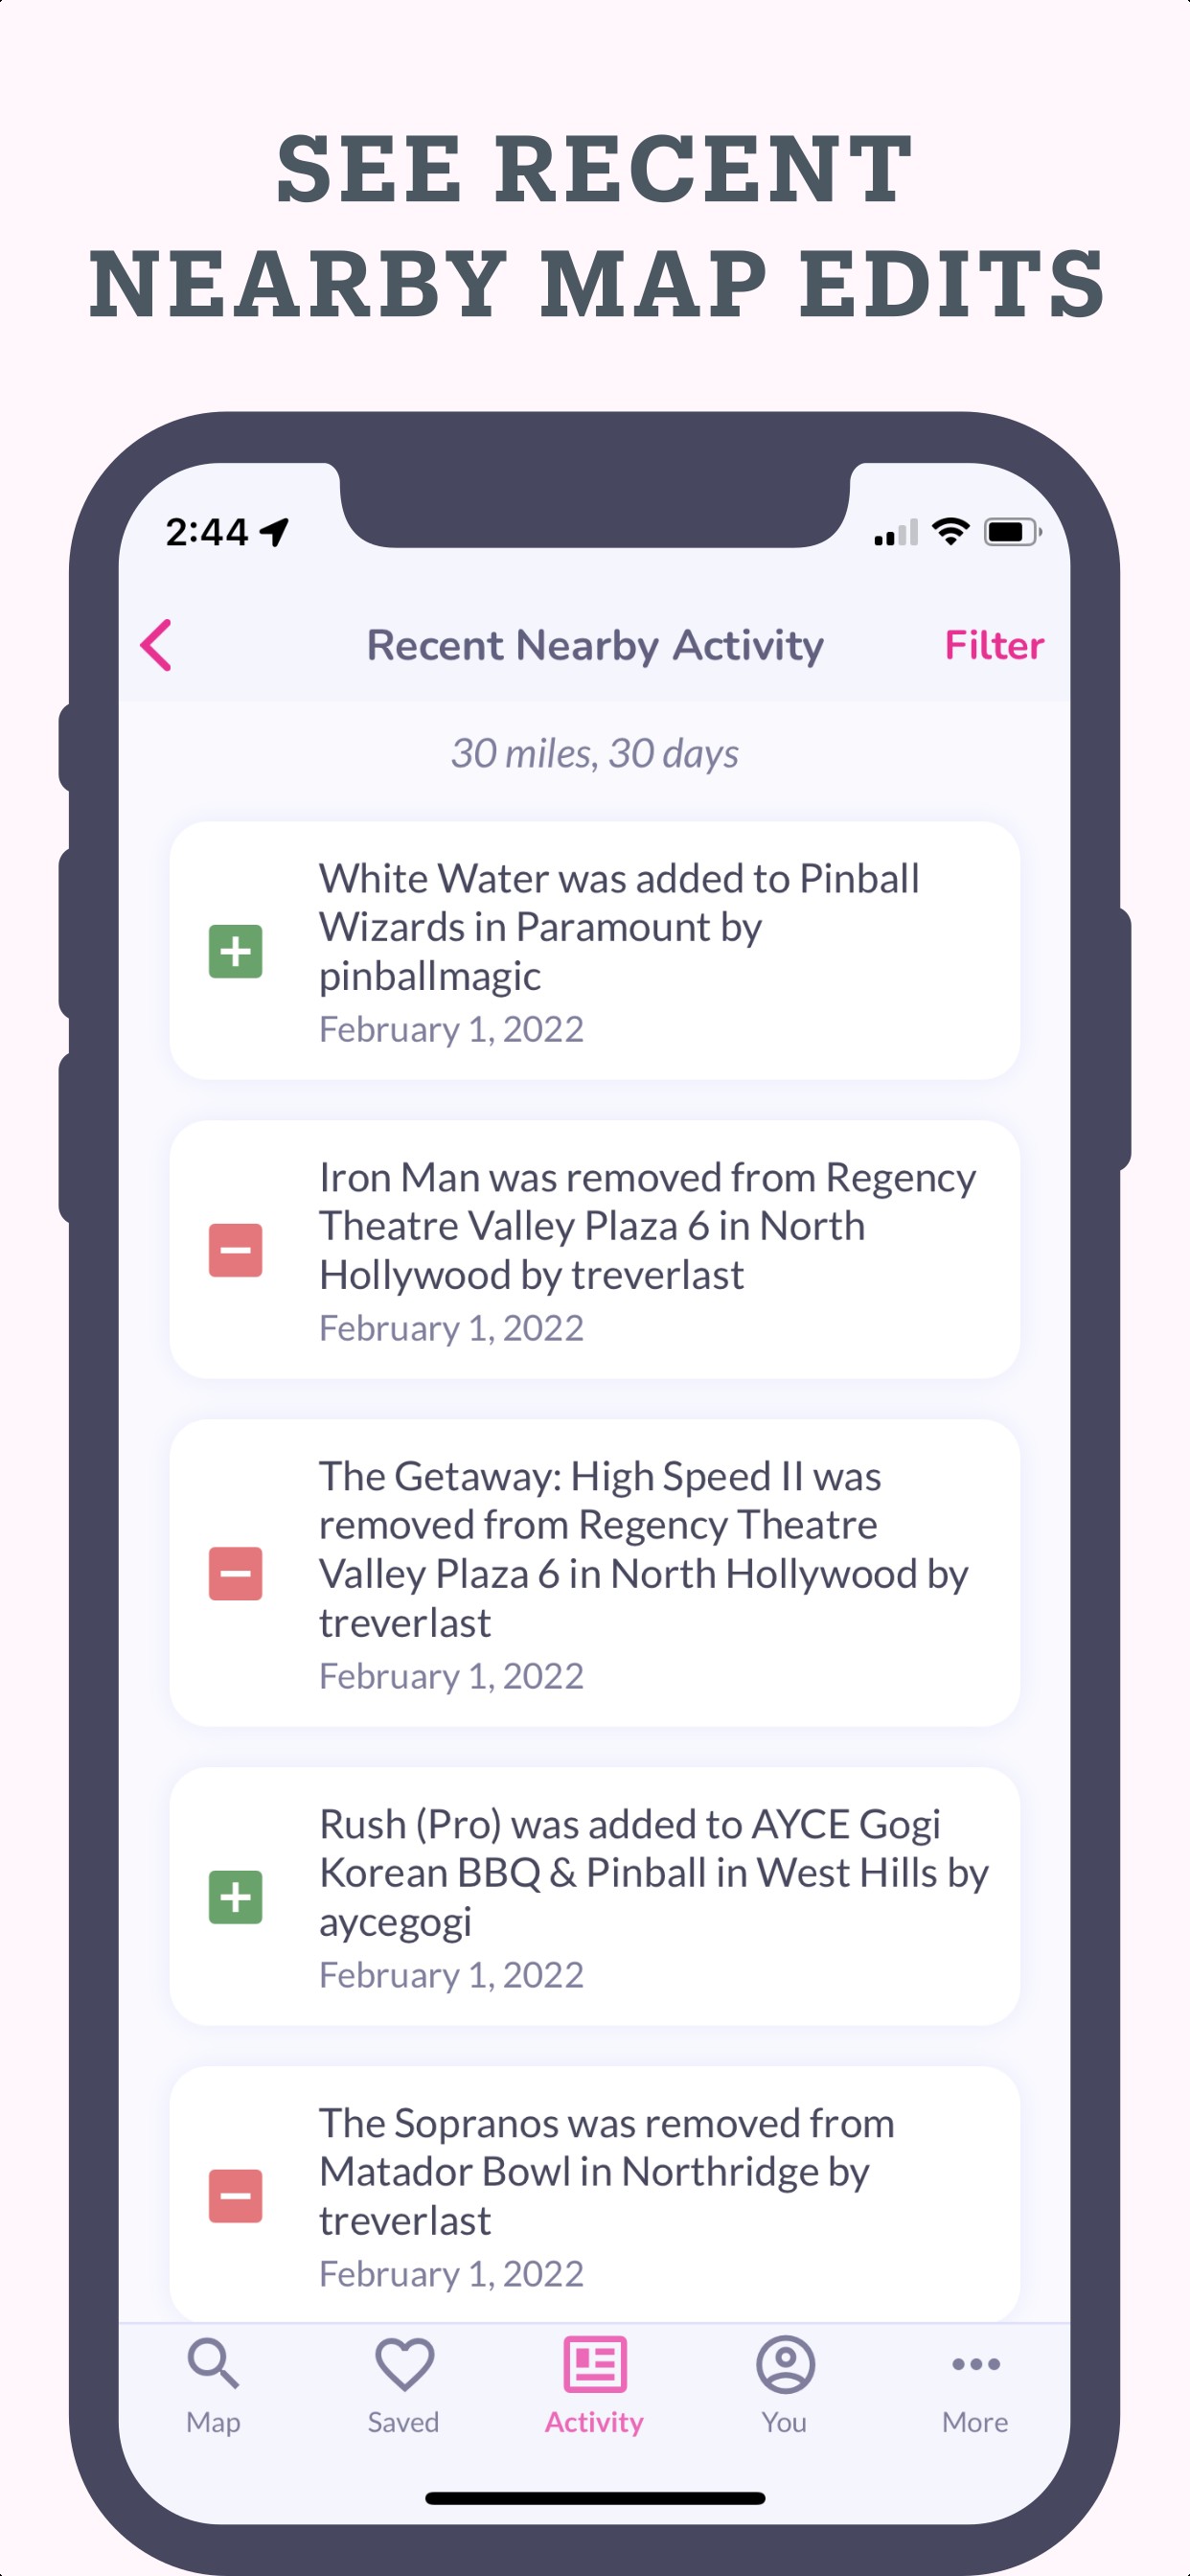 SEE RECENT
NEARBY MAP EDITS
2:44
Recent Nearby Activity
Filter
30 miles, 30 days
White Water was added to Pinball
Wizards in Paramount by
pinballmagic
February 1, 2022
Iron Man was removed from Regency
Theatre Valley Plaza 6 in North
Hollywood by treverlast
February 1, 2022
The Getaway: High Speed II was
removed from Regency Theatre
Valley Plaza 6 in North Hollywood by
treverlast
February 1, 2022
Rush (Pro) was added to AYCE Gogi
Korean BBQ & Pinball in West Hills by
aycegogi
February 1, 2022
The Sopranos was removed from
Matador Bowl in Northridge by
treverlast
February 1, 2022
Map
Saved
Activity
You
More